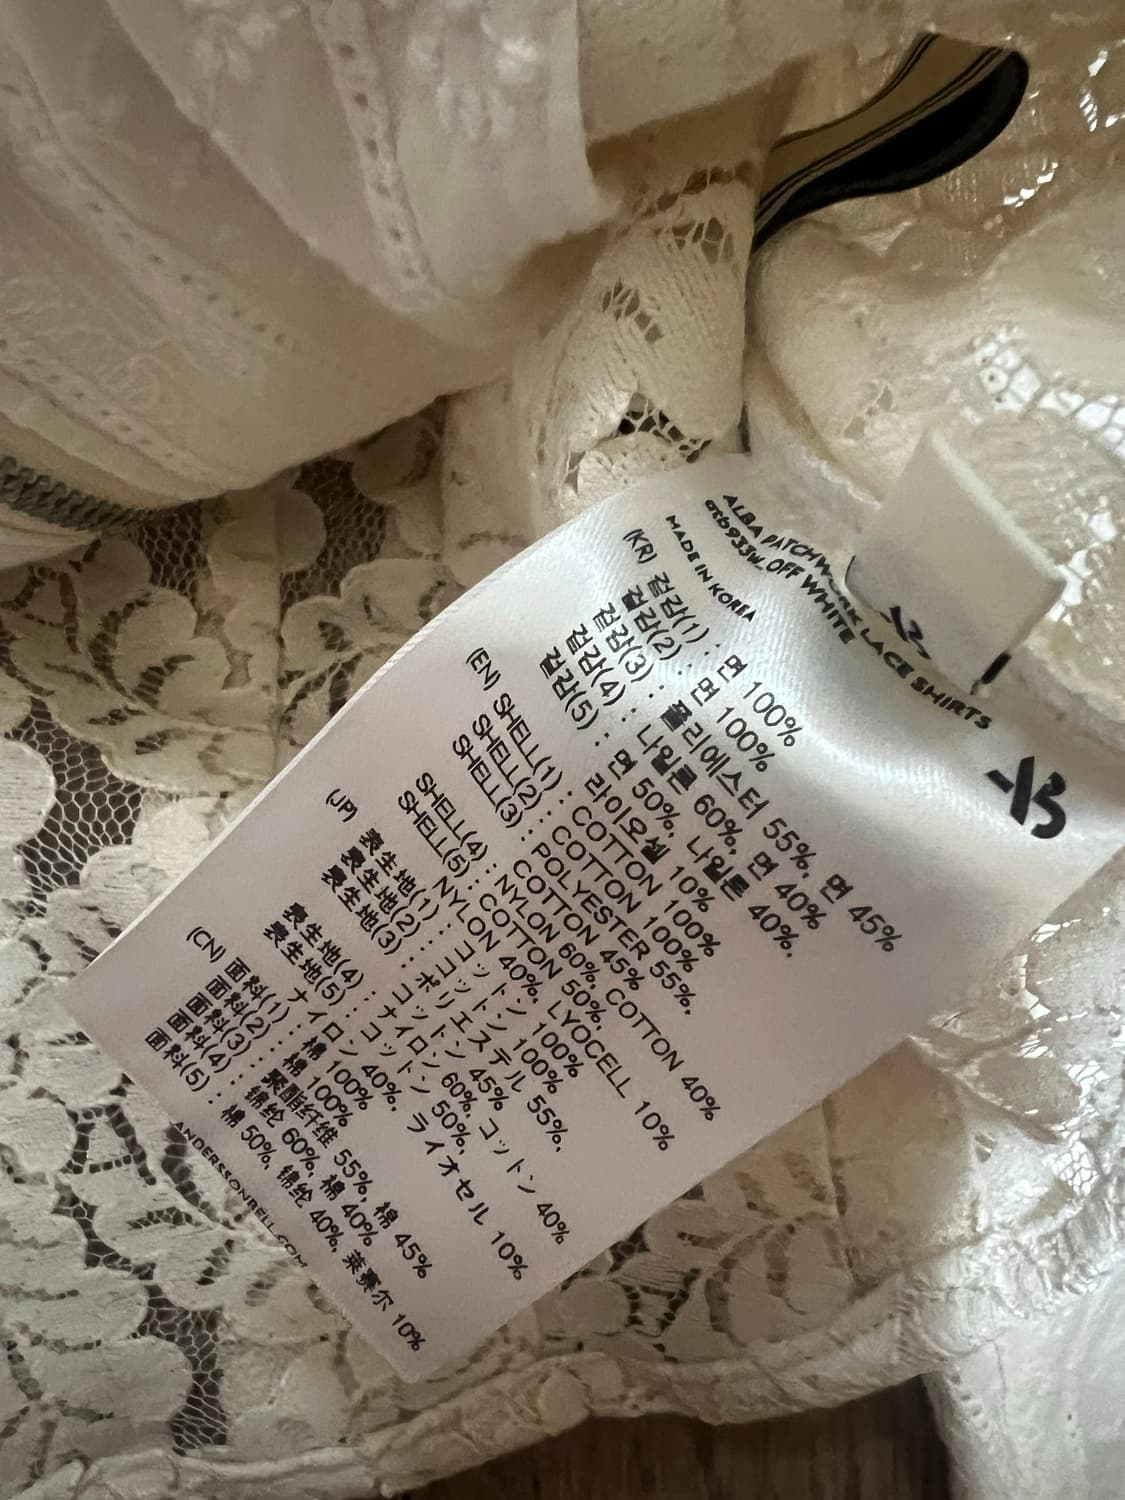 ALBA PATCHWORK LACE SHIRTS
atb933w_OFF WHITE
MADE IN KOREA
(KR) 겉감(1) : 면 100%
겉감(2) : 면 100%
겉감(3) : 폴리에스터 55%, 면 45%
겉감(4) : 나일론 60%, 면 40%
겉감(5) : 면 50%, 나일론 40%,
라이오셀 10%
(EN) SHELL(1) : COTTON 100%
SHELL(2) : COTTON 100%
SHELL(3) : POLYESTER 55%,
COTTON 45%
SHELL(4) : NYLON 60%, COTTON 40%
SHELL(5) : COTTON 50%,
NYLON 40%, LYOCELL 10%
(JP) 表生地(1) : コットン 100%
表生地(2) : コットン 100%
表生地(3) : ポリエステル 55%,
コットン 45%
表生地(4) : ナイロン 60%, コットン 40%
表生地(5) : コットン 50%,
ナイロン 40%, ライオセル 10%
(CN) 面料(1) : 棉 100%
面料(2) : 棉 100%
面料(3) : 聚酯纤维 55%, 棉 45%
面料(4) : 锦纶 60%, 棉 40%
面料(5) : 棉 50%, 锦纶 40%, 莱赛尔 10%
ANDERSSONBELL.COM